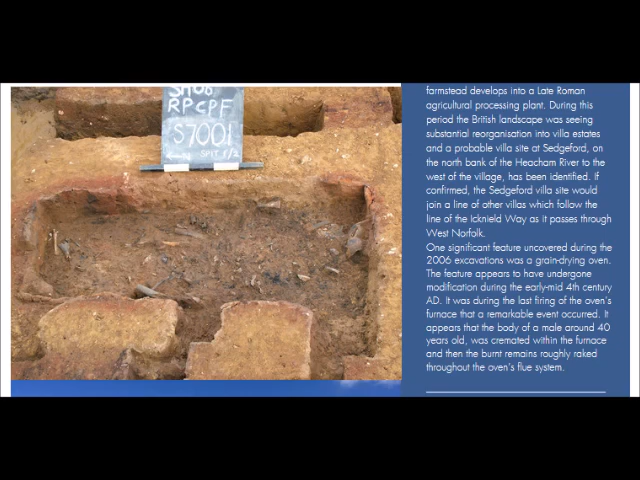 SH06
RPCPF
S7001
SPIT 1/2
farmstead develops into a Late Roman
agricultural processing plant. During this
period the British landscape was seeing
substantial reorganisation into villa estates
and a probable villa site at Sedgeford, on
the north bank of the Heacham River to the
west of the village, has been identified. If
confirmed, the Sedgeford villa site would
join a line of other villas which follow the
line of the Icknield Way as it passes through
West Norfolk.
One significant feature uncovered during the
2006 excavations was a grain-drying oven.
The feature appears to have undergone
modification during the early-mid 4th century
AD. It was during the last firing of the oven's
furnace that a remarkable event occurred. It
appears that the body of a male around 40
years old, was cremated within the furnace
and then the burnt remains roughly raked
throughout the oven's flue system.